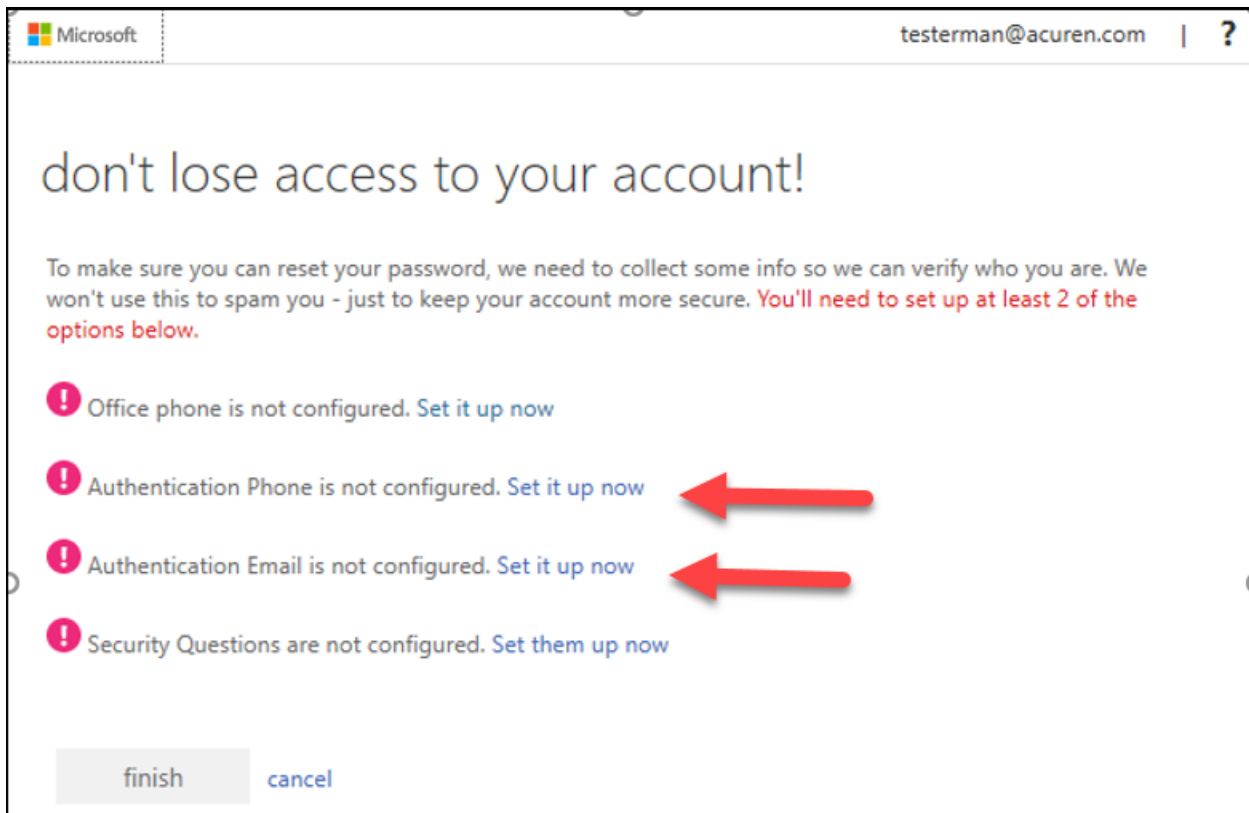 Microsoft
testerman@acuren.com | ?
don't lose access to your account!
To make sure you can reset your password, we need to collect some info so we can verify who you are. We
won't use this to spam you - just to keep your account more secure. You'll need to set up at least 2 of the
options below.
! Office phone is not configured. Set it up now
! Authentication Phone is not configured. Set it up now
! Authentication Email is not configured. Set it up now
! Security Questions are not configured. Set them up now
finish cancel